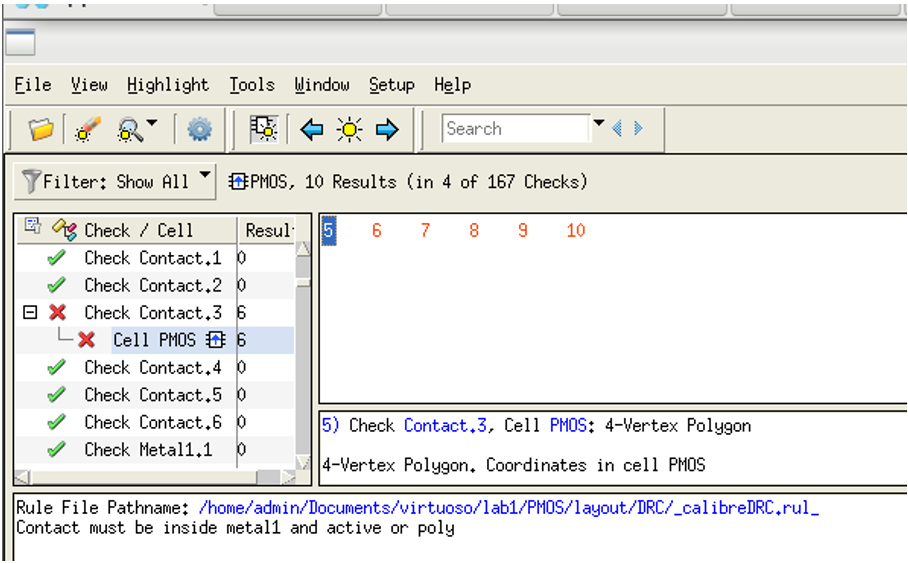 File View Highlight Tools Window Setup Help
Search
Filter: Show All PMOS, 10 Results (in 4 of 167 Checks)
Check / Cell Resul
Check Contact.1 0
Check Contact.2 0
Check Contact.3 6
Cell PMOS 6
Check Contact.4 0
Check Contact.5 0
Check Contact.6 0
Check Metal1.1 0
5 6 7 8 9 10
5) Check Contact.3, Cell PMOS: 4-Vertex Polygon
4-Vertex Polygon. Coordinates in cell PMOS
Rule File Pathname: /home/admin/Documents/virtuoso/lab1/PMOS/layout/DRC/_calibreDRC.rul_
Contact must be inside metal1 and active or poly